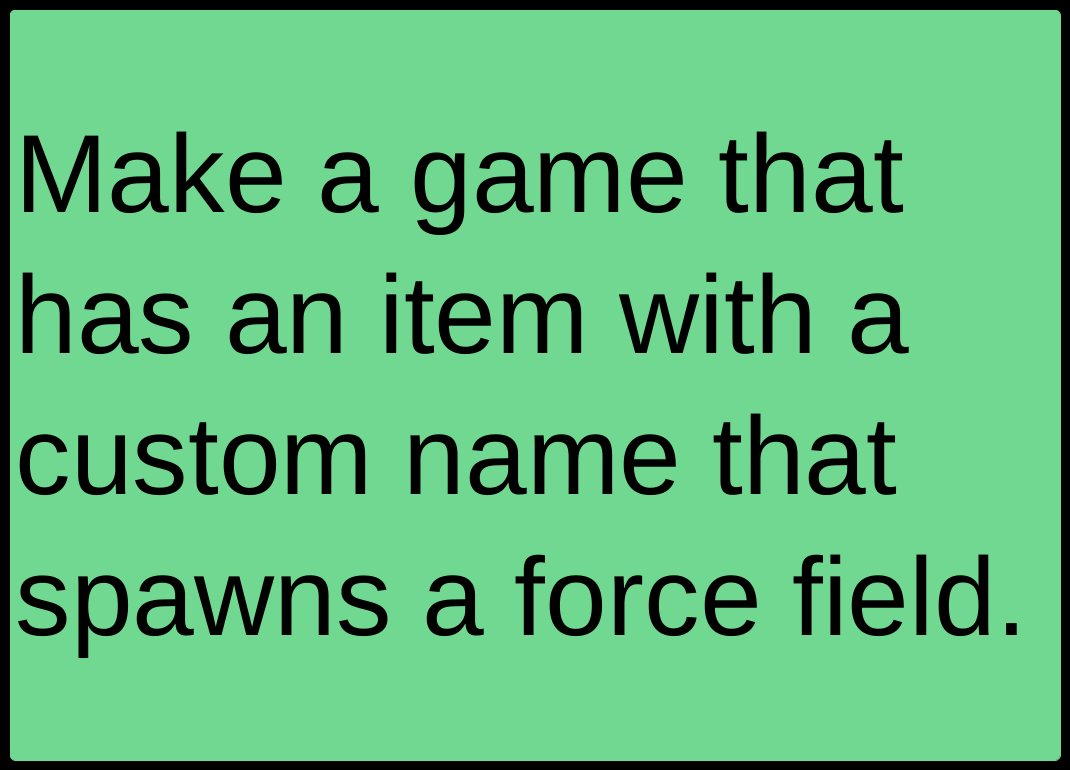 Make a game that
has an item with a
custom name that
spawns a force field.